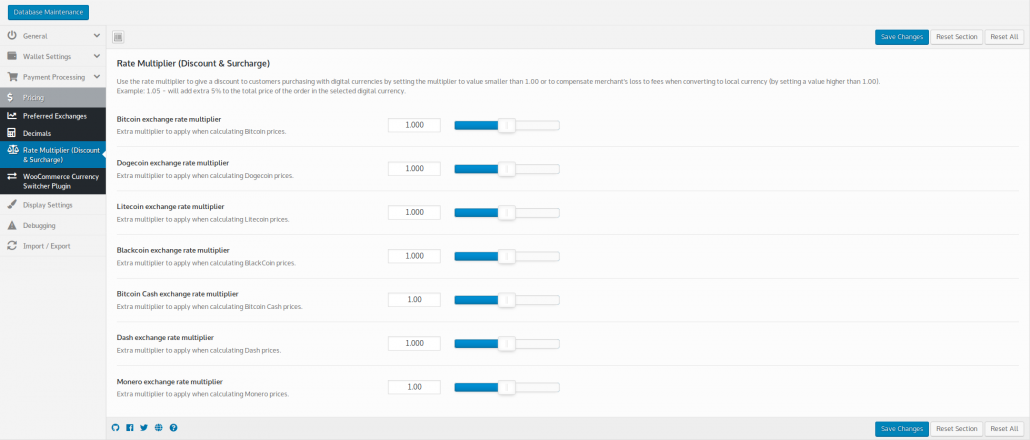 Database Maintenance
General
Wallet Settings
Payment Processing
Pricing
Preferred Exchanges
Decimals
Rate Multiplier (Discount
& Surcharge)
WooCommerce Currency
Switcher Plugin
Display Settings
Debugging
Import / Export
Save Changes
Reset Section
Reset All
Rate Multiplier (Discount & Surcharge)
Use the rate multiplier to give a discount to customers purchasing with digital currencies by setting the multiplier to value smaller than 1.00 or to compensate merchant's loss to fees when converting to local currency (by setting a value higher than 1.00).
Example: 1.05 - will add extra 5% to the total price of the order in the selected digital currency.
Bitcoin exchange rate multiplier
Extra multiplier to apply when calculating Bitcoin prices.
1.000
Dogecoin exchange rate multiplier
Extra multiplier to apply when calculating Dogecoin prices.
1.000
Litecoin exchange rate multiplier
Extra multiplier to apply when calculating Litecoin prices.
1.000
Blackcoin exchange rate multiplier
Extra multiplier to apply when calculating BlackCoin prices.
1.000
Bitcoin Cash exchange rate multiplier
Extra multiplier to apply when calculating Bitcoin Cash prices.
1.00
Dash exchange rate multiplier
Extra multiplier to apply when calculating Dash prices.
1.000
Monero exchange rate multiplier
Extra multiplier to apply when calculating Monero prices.
1.00
Save Changes
Reset Section
Reset All